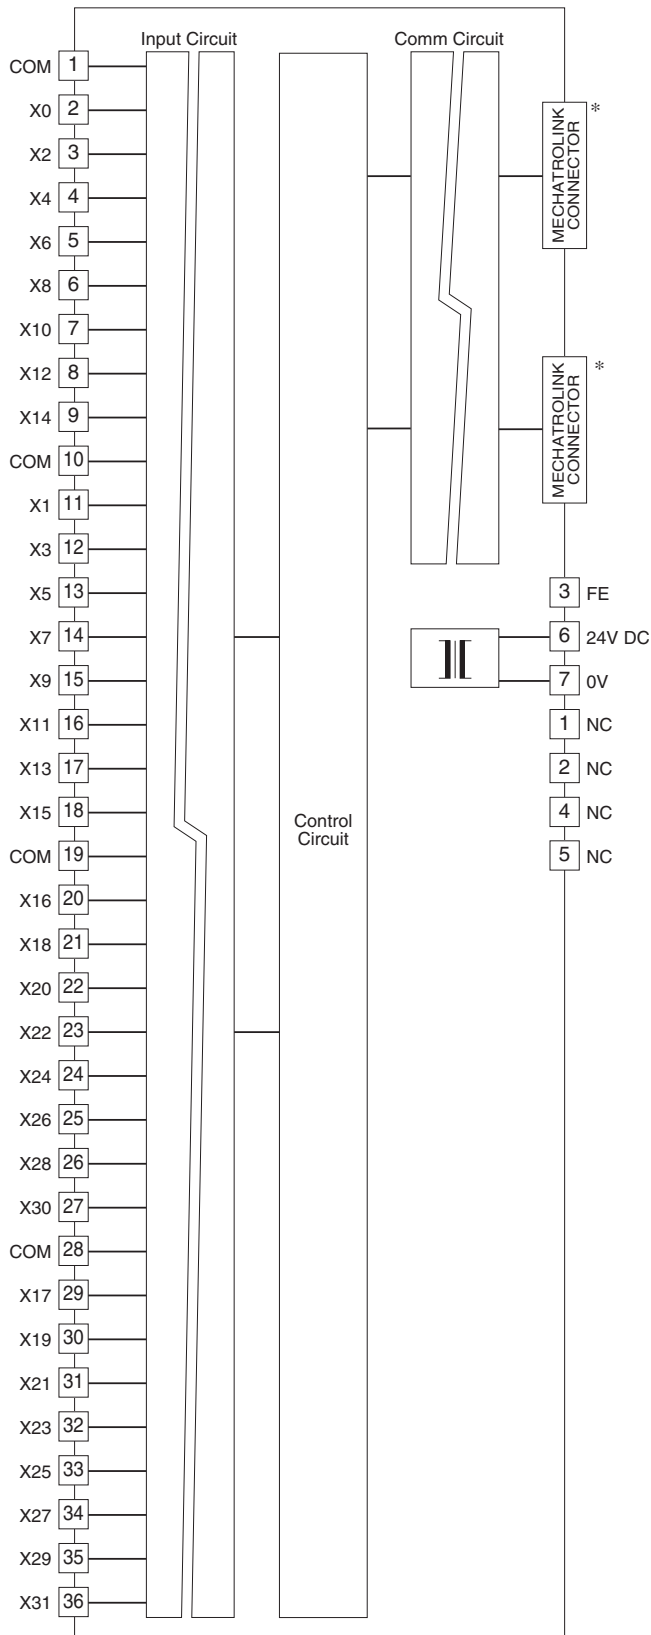 Input Circuit
Comm Circuit
COM 1
X0 2
X2 3
X4 4
X6 5
X8 6
X10 7
X12 8
X14 9
COM 10
X1 11
X3 12
X5 13
X7 14
X9 15
X11 16
X13 17
X15 18
COM 19
X16 20
X18 21
X20 22
X22 23
X24 24
X26 25
X28 26
X30 27
COM 28
X17 29
X19 30
X21 31
X23 32
X25 33
X27 34
X29 35
X31 36
Control
Circuit
MECHATROLINK
CONNECTOR
*
MECHATROLINK
CONNECTOR
*
3 FE
6 24V DC
7 0V
1 NC
2 NC
4 NC
5 NC